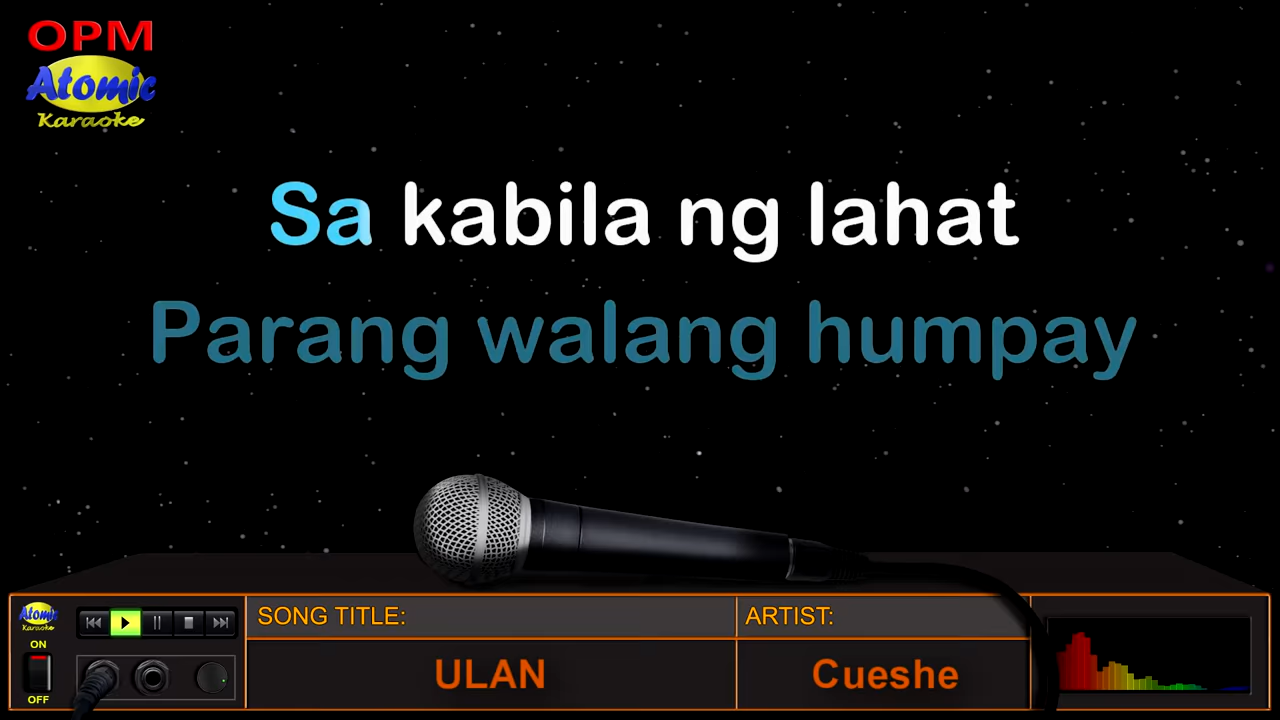 OPM
Atomic
Karaoke
Sa kabila ng lahat
Parang walang humpay
Atomic
Karaoke
ON
OFF
SONG TITLE:
ULAN
ARTIST:
Cueshe